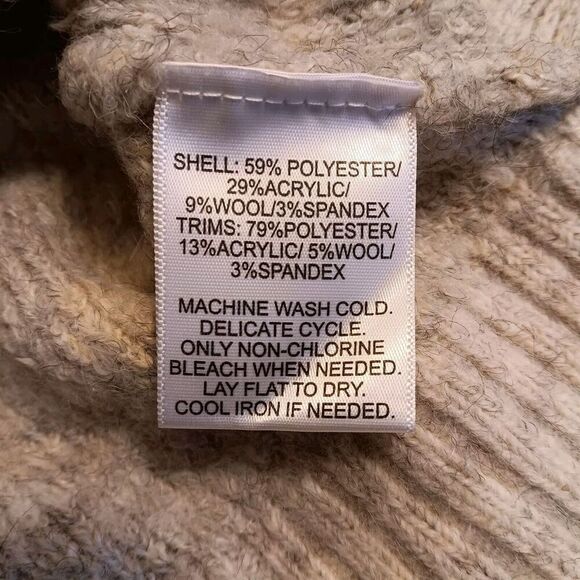 SHELL: 59% POLYESTER/
29%ACRYLIC/
9%WOOL/3%SPANDEX
TRIMS: 79%POLYESTER/
13%ACRYLIC/ 5%WOOL/
3%SPANDEX
MACHINE WASH COLD.
DELICATE CYCLE.
ONLY NON-CHLORINE
BLEACH WHEN NEEDED.
LAY FLAT TO DRY.
COOL IRON IF NEEDED.